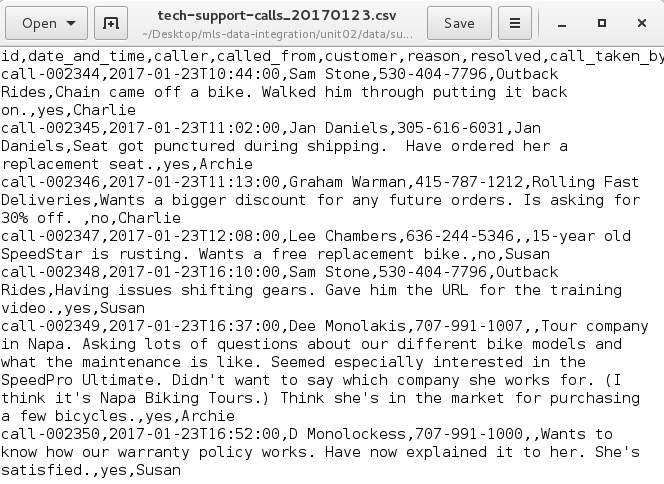 Open
tech-support-calls_20170123.csv
~/Desktop/mls-data-integration/unit02/data/su...
Save
id,date_and_time,caller,called_from,customer,reason,resolved,call_taken_by
call-002344,2017-01-23T10:44:00,Sam Stone,530-404-7796,Outback
Rides,Chain came off a bike. Walked him through putting it back
on.,yes,Charlie
call-002345,2017-01-23T11:02:00,Jan Daniels,305-616-6031,Jan
Daniels,Seat got punctured during shipping.  Have ordered her a
replacement seat.,yes,Archie
call-002346,2017-01-23T11:13:00,Graham Warman,415-787-1212,Rolling Fast
Deliveries,Wants a bigger discount for any future orders. Is asking for
30% off. ,no,Charlie
call-002347,2017-01-23T12:08:00,Lee Chambers,636-244-5346,,15-year old
SpeedStar is rusting. Wants a free replacement bike.,no,Susan
call-002348,2017-01-23T16:10:00,Sam Stone,530-404-7796,Outback
Rides,Having issues shifting gears. Gave him the URL for the training
video.,yes,Susan
call-002349,2017-01-23T16:37:00,Dee Monolakis,707-991-1007,,Tour company
in Napa. Asking lots of questions about our different bike models and
what the maintenance is like. Seemed especially interested in the
SpeedPro Ultimate. Didn't want to say which company she works for. (I
think it's Napa Biking Tours.) Think she's in the market for purchasing
a few bicycles.,yes,Archie
call-002350,2017-01-23T16:52:00,D Monolockess,707-991-1000,,Wants to
know how our warranty policy works. Have now explained it to her. She's
satisfied.,yes,Susan